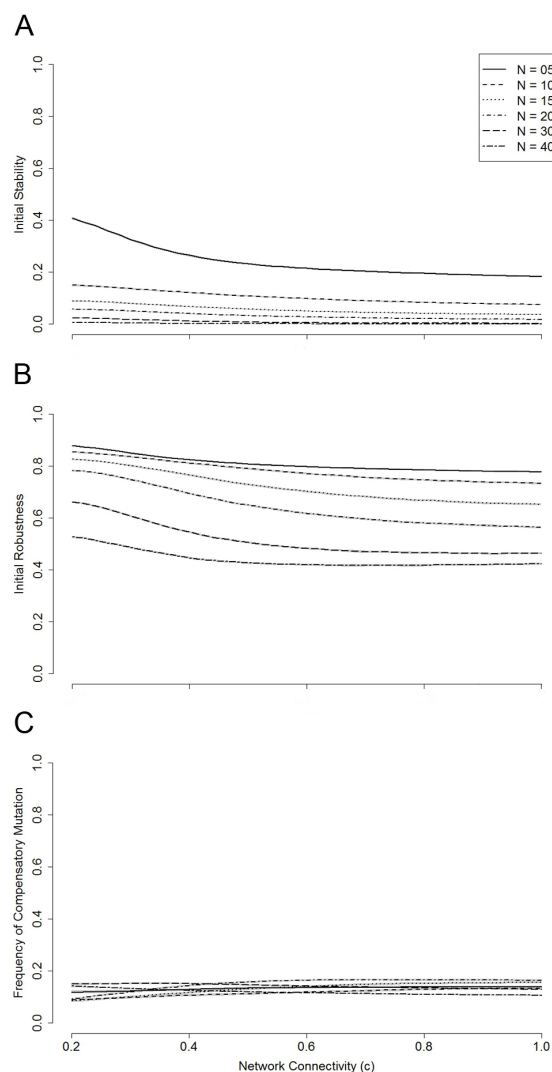 A
1.0
0.8
0.6
0.4
0.2
0.0
Initial Stability
N = 05
N = 10
N = 15
N = 20
N = 30
N = 40
B
1.0
0.8
0.6
0.4
0.2
0.0
Initial Robustness
C
1.0
0.8
0.6
0.4
0.2
0.0
Frequency of Compensatory Mutation
0.2 0.4 0.6 0.8 1.0
Network Connectivity (c)